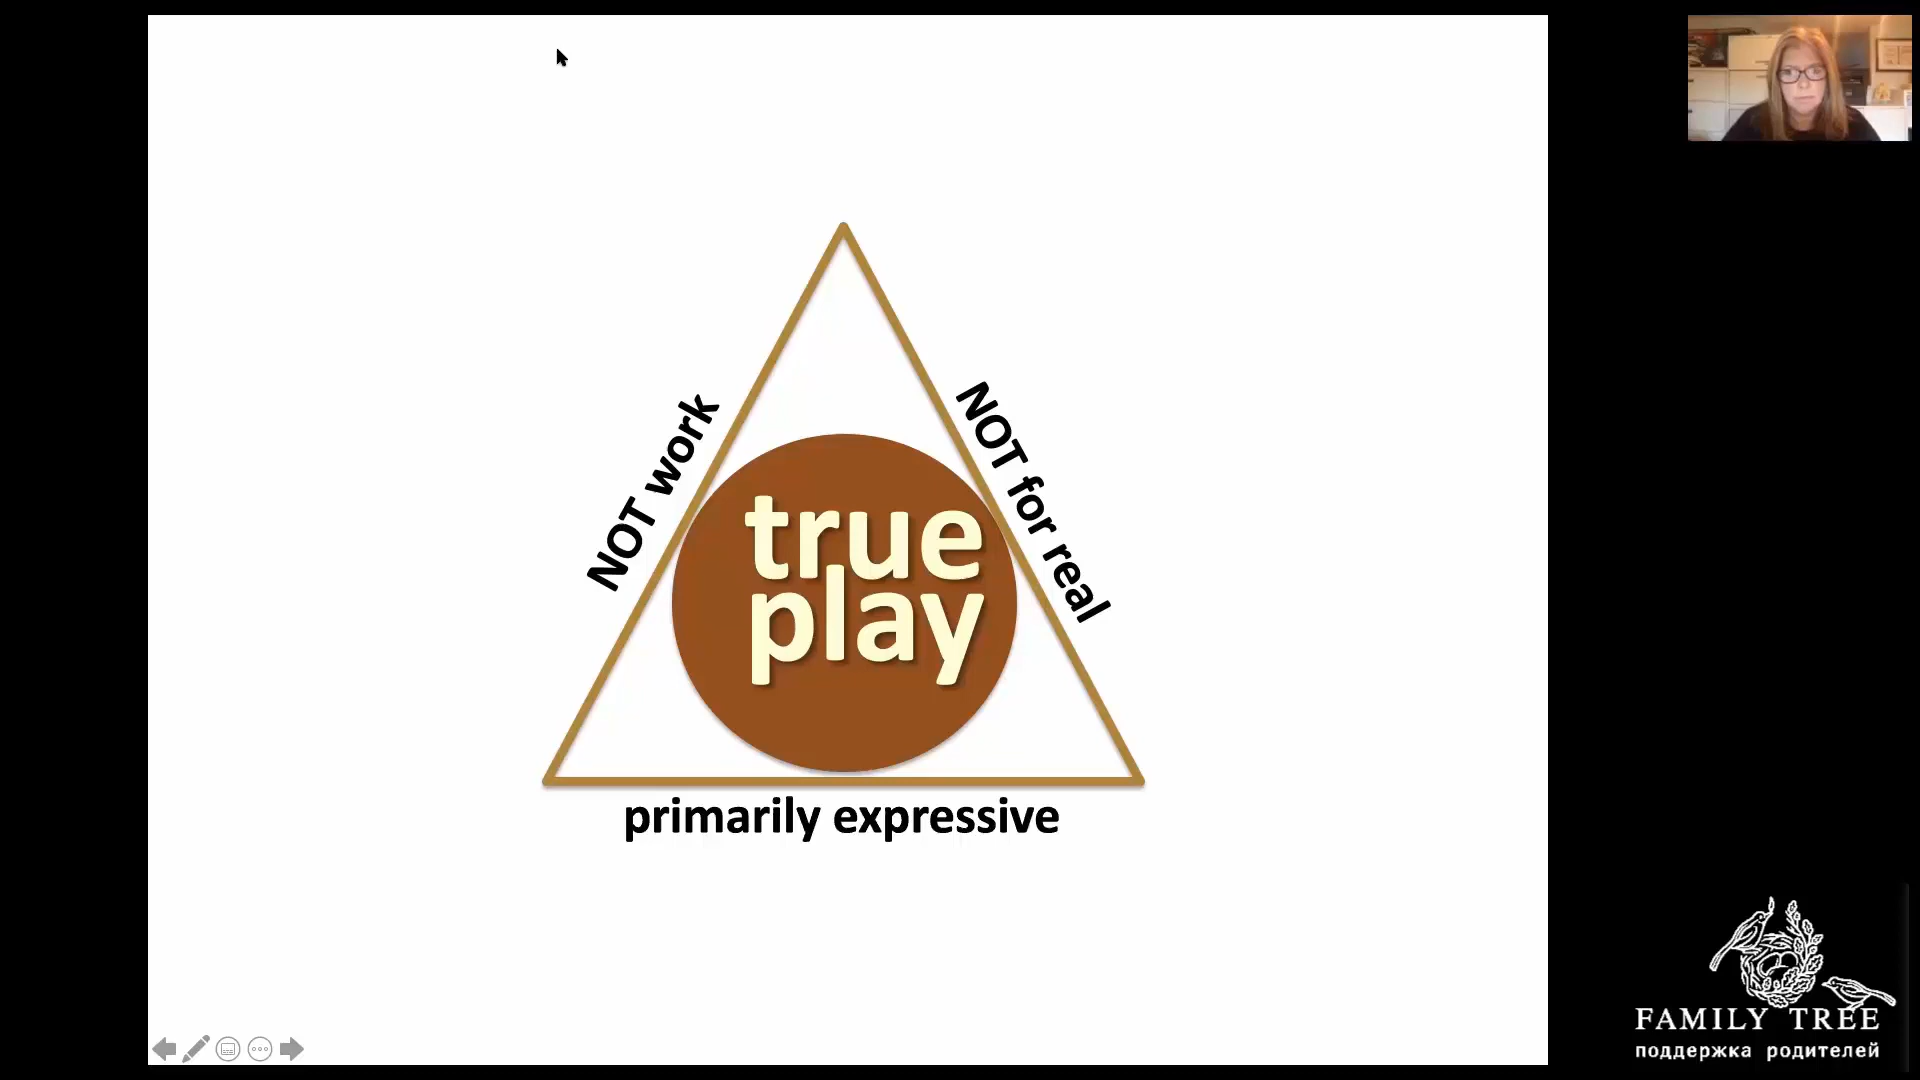 NOT work
NOT for real
true
play
primarily expressive
FAMILY TREE
поддержка родителей